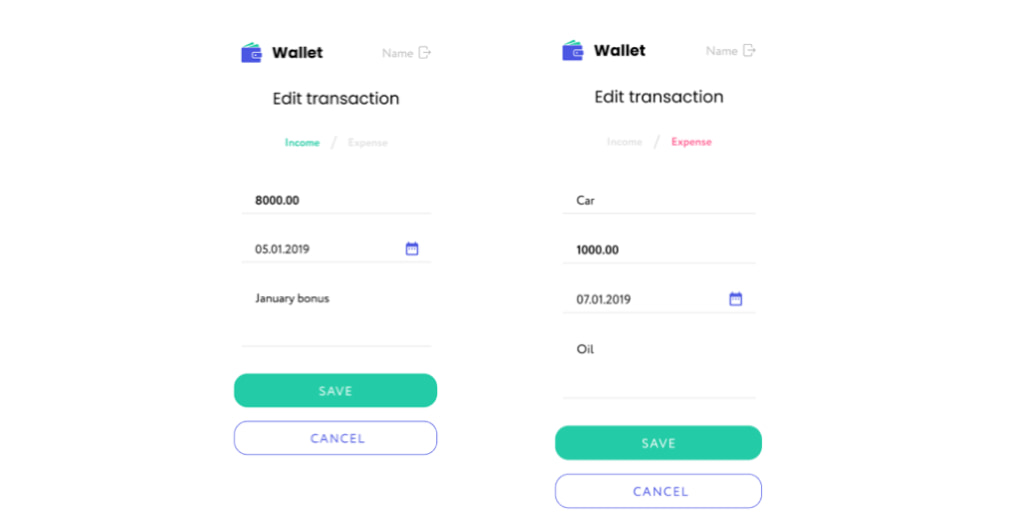 Wallet Name
Edit transaction
Income / Expense
8000.00
05.01.2019
January bonus
SAVE
CANCEL
Wallet Name
Edit transaction
Income / Expense
Car
1000.00
07.01.2019
Oil
SAVE
CANCEL